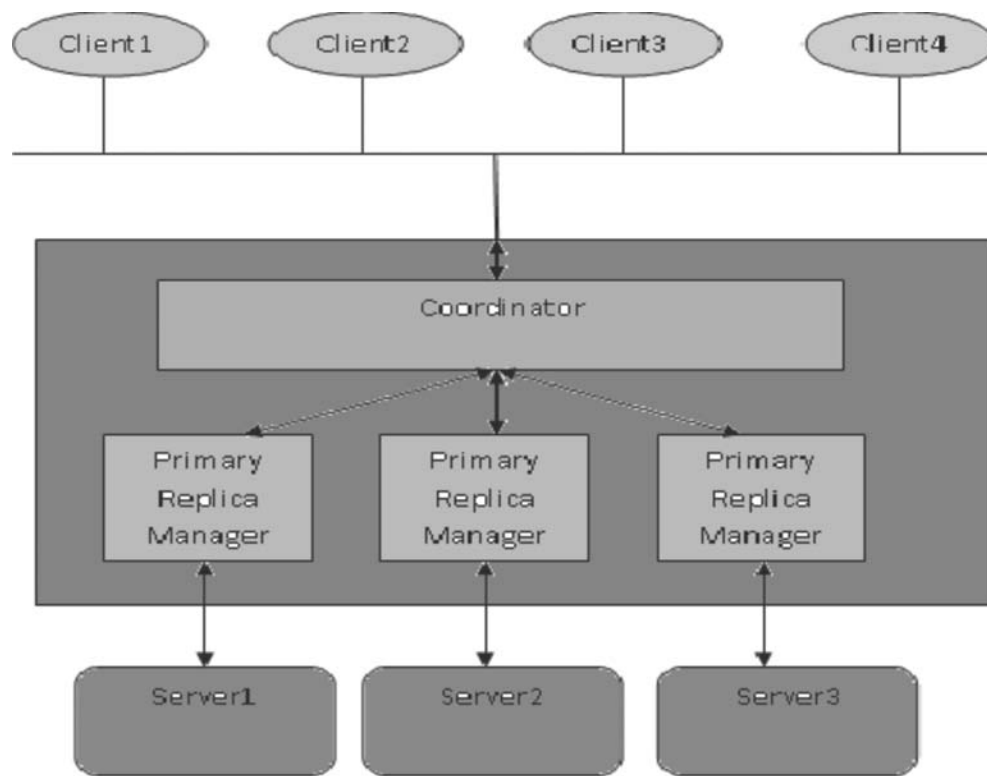 Client1
Client2
Client3
Client4
Coordinator
Primary
Replica
Manager
Primary
Replica
Manager
Primary
Replica
Manager
Server1
Server2
Server3